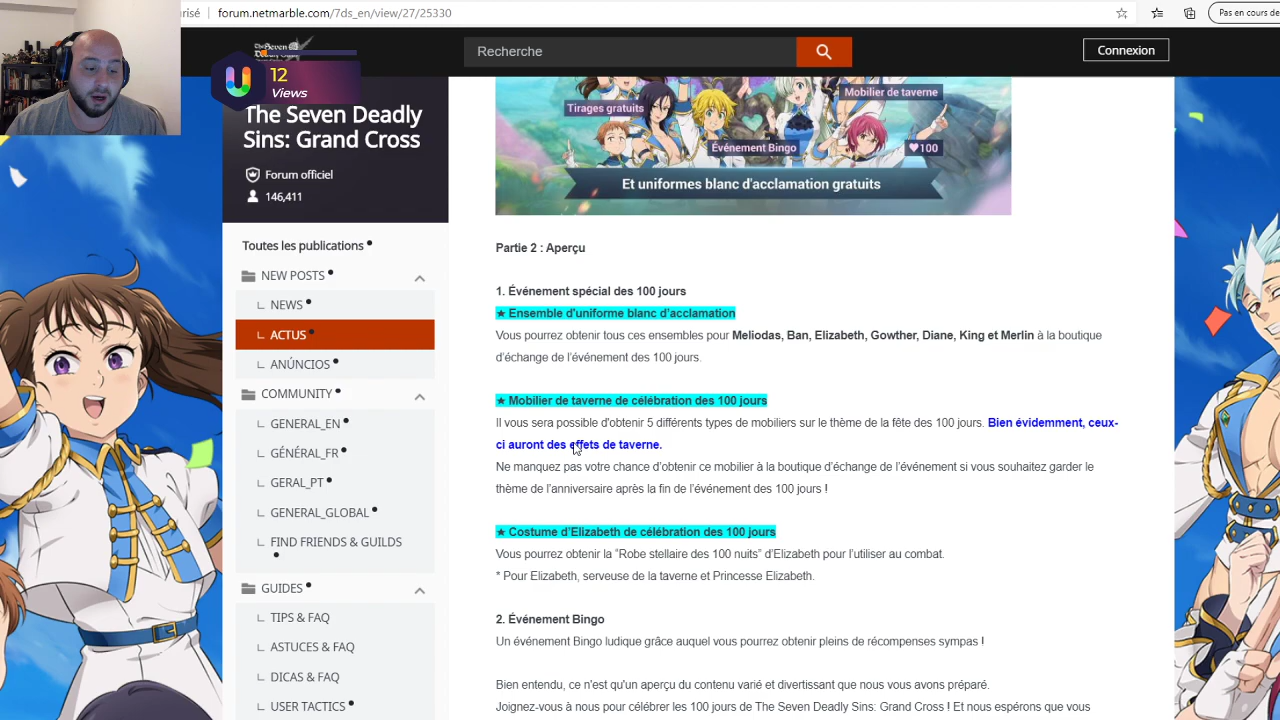 risé forum.netmarble.com/7ds_en/view/27/25330 Pas en cours de
The Seven
Deadly Sins
Recherche
Connexion
12
Views
The Seven Deadly
Sins: Grand Cross
Forum officiel
146,411
Toutes les publications
NEW POSTS
NEWS
ACTUS
ANÚNCIOS
COMMUNITY
GENERAL_EN
GÉNÉRAL_FR
GERAL_PT
GENERAL_GLOBAL
FIND FRIENDS & GUILDS
GUIDES
TIPS & FAQ
ASTUCES & FAQ
DICAS & FAQ
USER TACTICS
Tirages gratuits
Mobilier de taverne
Événement Bingo
♥100
Et uniformes blanc d'acclamation gratuits
Partie 2 : Aperçu
1. Événement spécial des 100 jours
★ Ensemble d'uniforme blanc d'acclamation
Vous pourrez obtenir tous ces ensembles pour Meliodas, Ban, Elizabeth, Gowther, Diane, King et Merlin à la boutique
d'échange de l'événement des 100 jours.
★ Mobilier de taverne de célébration des 100 jours
Il vous sera possible d'obtenir 5 différents types de mobiliers sur le thème de la fête des 100 jours. Bien évidemment, ceux-
ci auront des effets de taverne.
Ne manquez pas votre chance d'obtenir ce mobilier à la boutique d'échange de l'événement si vous souhaitez garder le
thème de l'anniversaire après la fin de l'événement des 100 jours !
★ Costume d'Elizabeth de célébration des 100 jours
Vous pourrez obtenir la "Robe stellaire des 100 nuits" d'Elizabeth pour l'utiliser au combat.
* Pour Elizabeth, serveuse de la taverne et Princesse Elizabeth.
2. Événement Bingo
Un événement Bingo ludique grâce auquel vous pourrez obtenir pleins de récompenses sympas !
Bien entendu, ce n'est qu'un aperçu du contenu varié et divertissant que nous vous avons préparé.
Joignez-vous à nous pour célébrer les 100 jours de The Seven Deadly Sins: Grand Cross ! Et nous espérons que vous